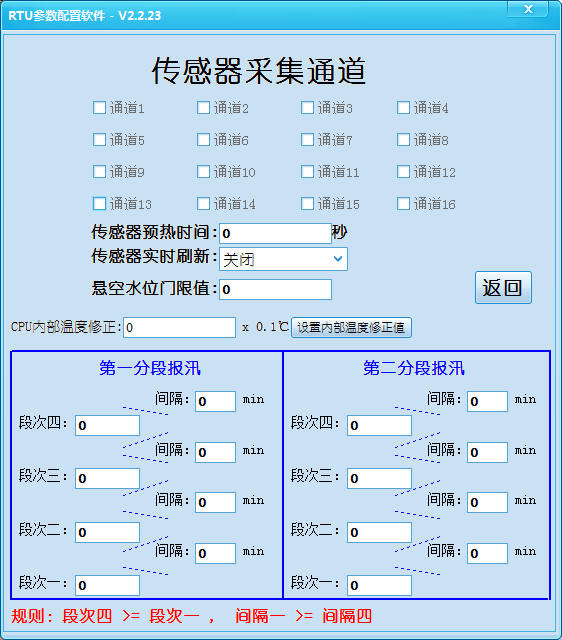 RTU参数配置软件 - V2.2.23
传感器采集通道
通道1 通道2 通道3 通道4
通道5 通道6 通道7 通道8
通道9 通道10 通道11 通道12
通道13 通道14 通道15 通道16
传感器预热时间:0秒
传感器实时刷新:关闭
悬空水位门限值:0
返回
CPU内部温度修正:0 x 0.1℃ 设置内部温度修正值
第一分段报汛
间隔: 0 min
段次四: 0
间隔: 0 min
段次三: 0
间隔: 0 min
段次二: 0
间隔: 0 min
段次一: 0
第二分段报汛
间隔: 0 min
段次四: 0
间隔: 0 min
段次三: 0
间隔: 0 min
段次二: 0
间隔: 0 min
段次一: 0
规则: 段次四 >= 段次一 ， 间隔一 >= 间隔四